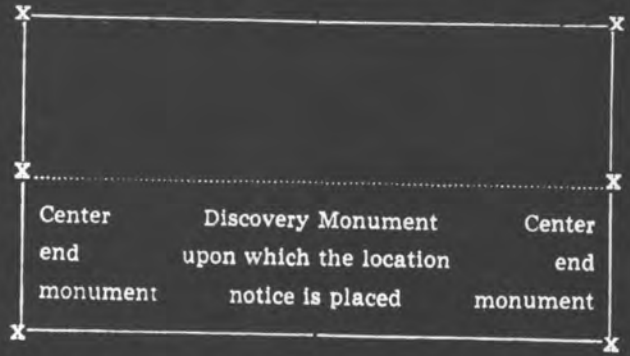 X X
X X
Center Discovery Monument Center
end upon which the location end
monument notice is placed monument
X X